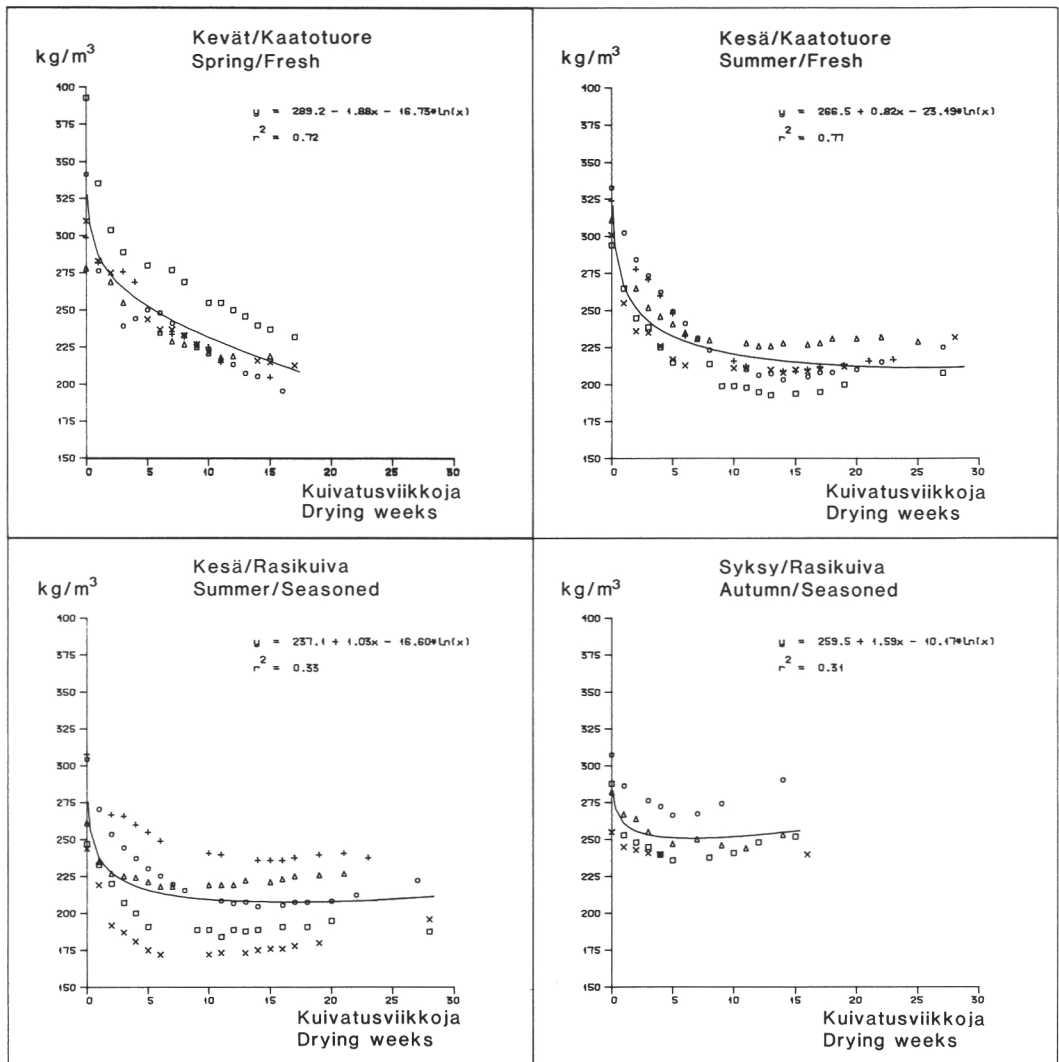 Kevät/Kaatotuore
Spring/Fresh
kg/m³
y = 289.2 - 1.88x - 16.73*ln(x)
r² = 0.72
400
375
350
325
300
275
250
225
200
175
150
0 5 10 15 20 25 30
Kuivatusviikkoja
Drying weeks
Kesä/Kaatotuore
Summer/Fresh
kg/m³
y = 266.5 + 0.82x - 23.49*ln(x)
r² = 0.77
400
375
350
325
300
275
250
225
200
175
150
0 5 10 15 20 25 30
Kuivatusviikkoja
Drying weeks
Kesä/Rasikuiva
Summer/Seasoned
kg/m³
y = 237.1 + 1.03x - 16.60*ln(x)
r² = 0.33
400
375
350
325
300
275
250
225
200
175
150
0 5 10 15 20 25 30
Kuivatusviikkoja
Drying weeks
Syksy/Rasikuiva
Autumn/Seasoned
kg/m³
y = 259.5 + 1.59x - 10.17*ln(x)
r² = 0.31
400
375
350
325
300
275
250
225
200
175
150
0 5 10 15 20 25 30
Kuivatusviikkoja
Drying weeks